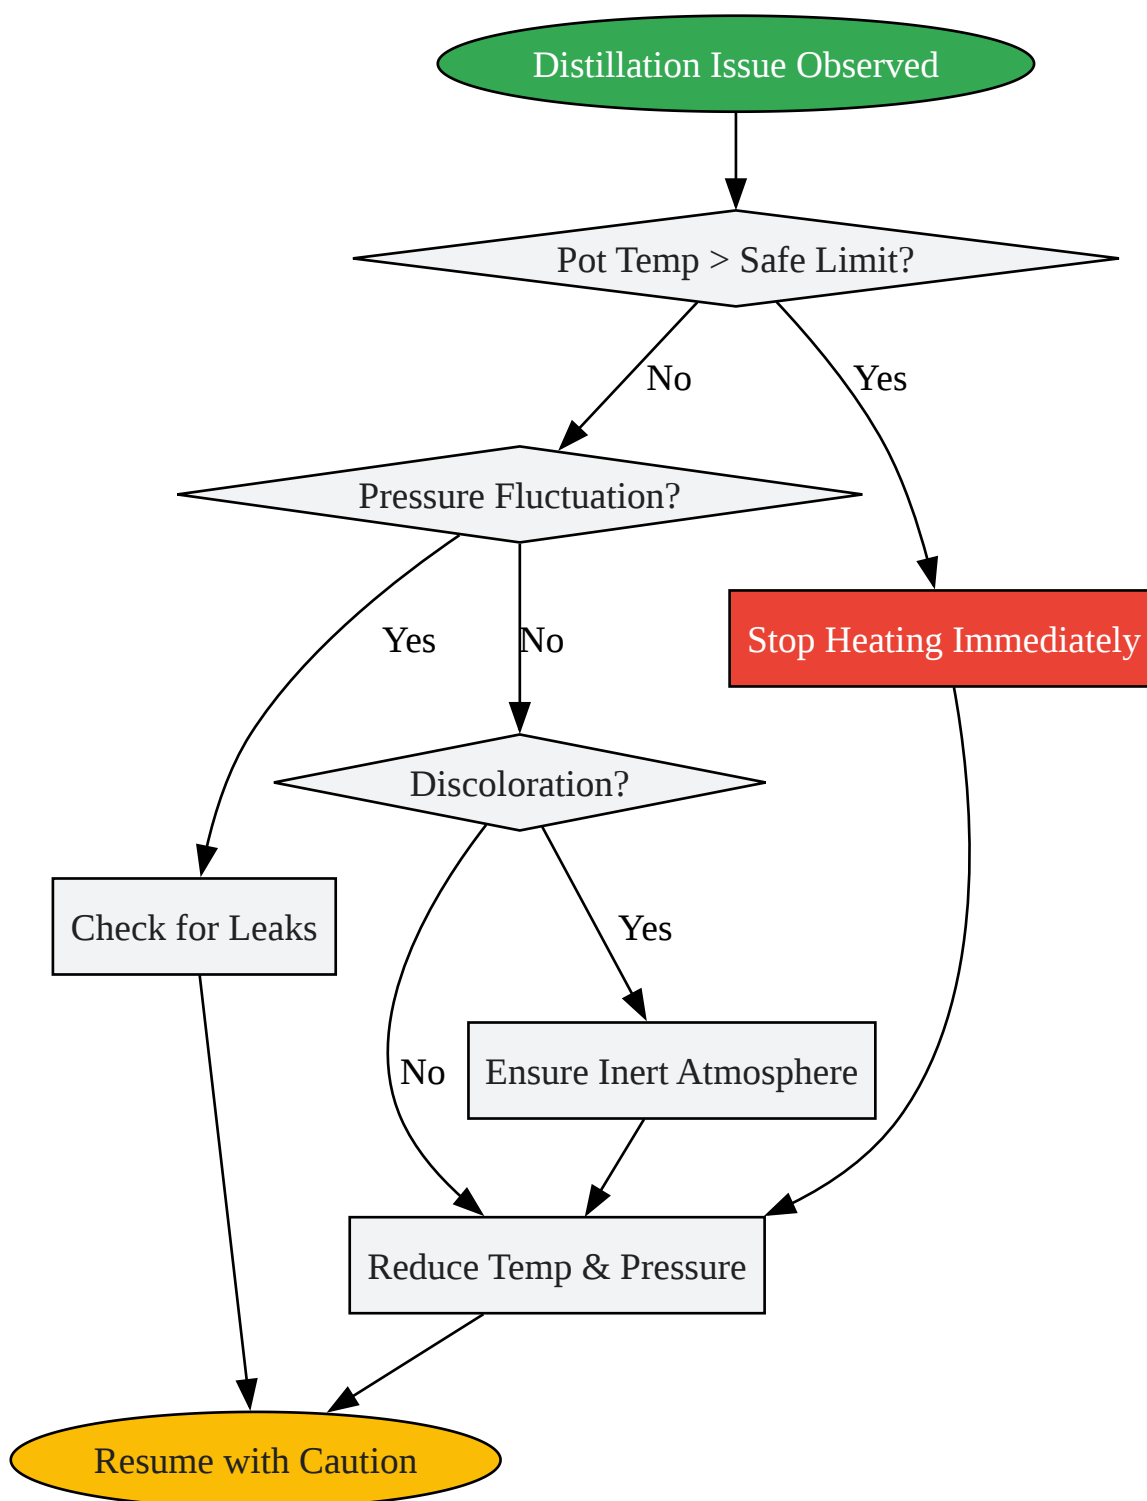 Distillation Issue Observed
Pot Temp > Safe Limit?
No
Yes
Pressure Fluctuation?
Yes
No
Stop Heating Immediately
Discoloration?
Check for Leaks
Yes
No
Ensure Inert Atmosphere
Reduce Temp & Pressure
Resume with Caution